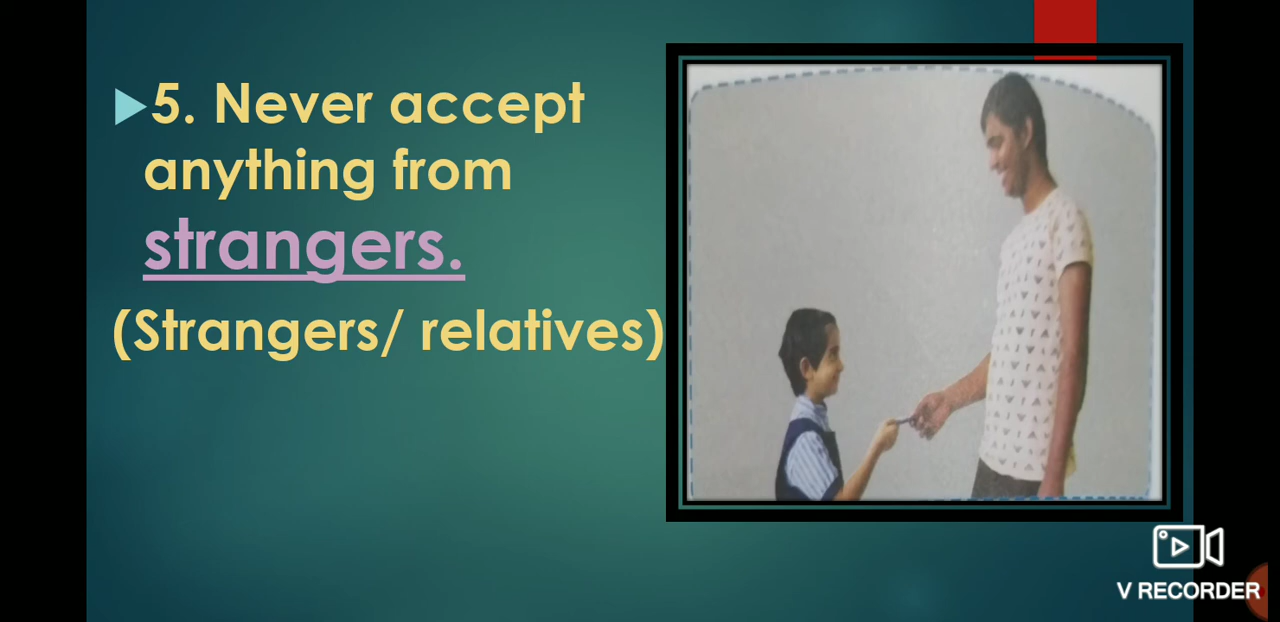 5. Never accept
anything from
strangers.
(Strangers/ relatives)
V RECORDER